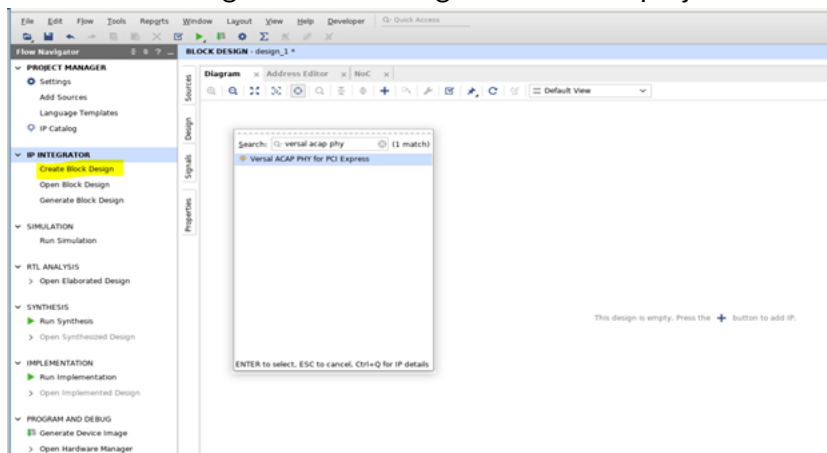 File Edit Flow Tools Reports Window Layout View Help Developer Quick Access
Flow Navigator
BLOCK DESIGN - design_1 *
PROJECT MANAGER
Settings
Add Sources
Language Templates
IP Catalog
IP INTEGRATOR
Create Block Design
Open Block Design
Generate Block Design
SIMULATION
Run Simulation
RTL ANALYSIS
Open Elaborated Design
SYNTHESIS
Run Synthesis
Open Synthesized Design
IMPLEMENTATION
Run Implementation
Open Implemented Design
PROGRAM AND DEBUG
Generate Device Image
Open Hardware Manager
Sources
Design
Signals
Properties
Diagram Address Editor NoC
Default View
Search: versal acap phy (1 match)
Versal ACAP PHY for PCI Express
ENTER to select, ESC to cancel, Ctrl+Q for IP details
This design is empty. Press the + button to add IP.